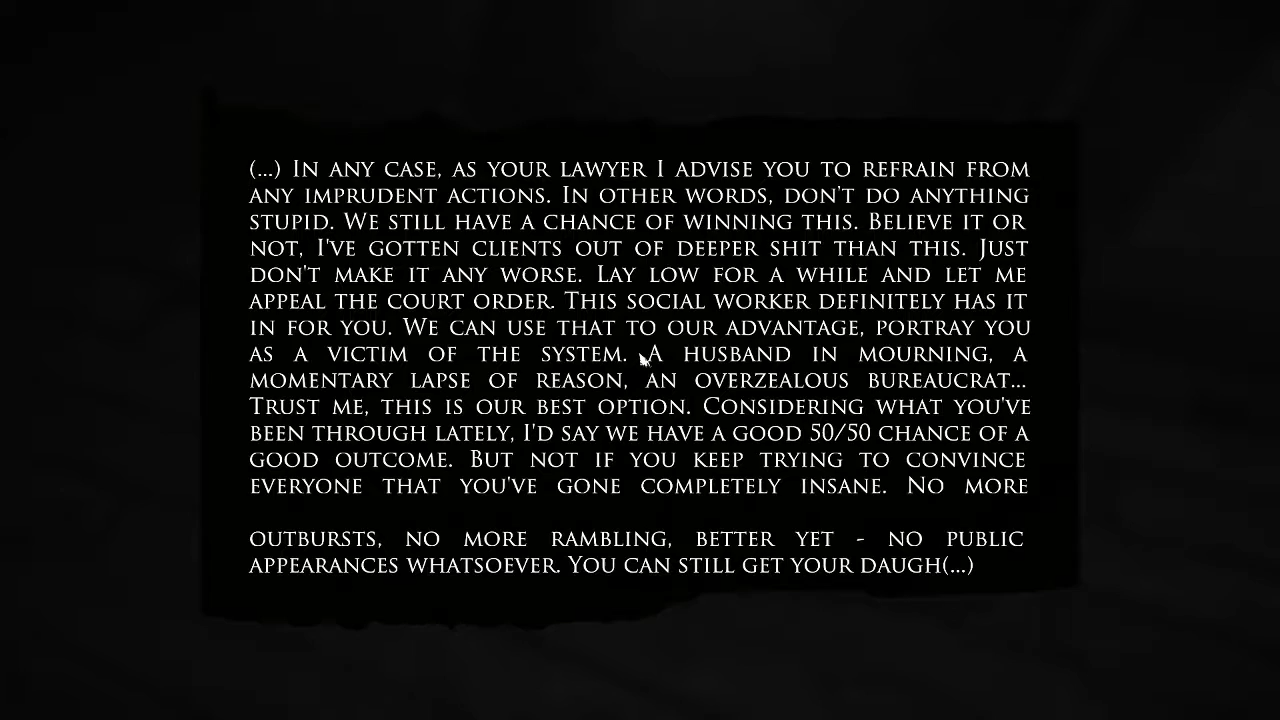 (...) In any case, as your lawyer I advise you to refrain from
any imprudent actions. In other words, don't do anything
stupid. We still have a chance of winning this. Believe it or
not, I've gotten clients out of deeper shit than this. Just
don't make it any worse. Lay low for a while and let me
appeal the court order. This social worker definitely has it
in for you. We can use that to our advantage, portray you
as a victim of the system. A husband in mourning, a
momentary lapse of reason, an overzealous bureaucrat...
Trust me, this is our best option. Considering what you've
been through lately, I'd say we have a good 50/50 chance of a
good outcome. But not if you keep trying to convince
everyone that you've gone completely insane. No more
outbursts, no more rambling, better yet - no public
appearances whatsoever. You can still get your daugh(...)